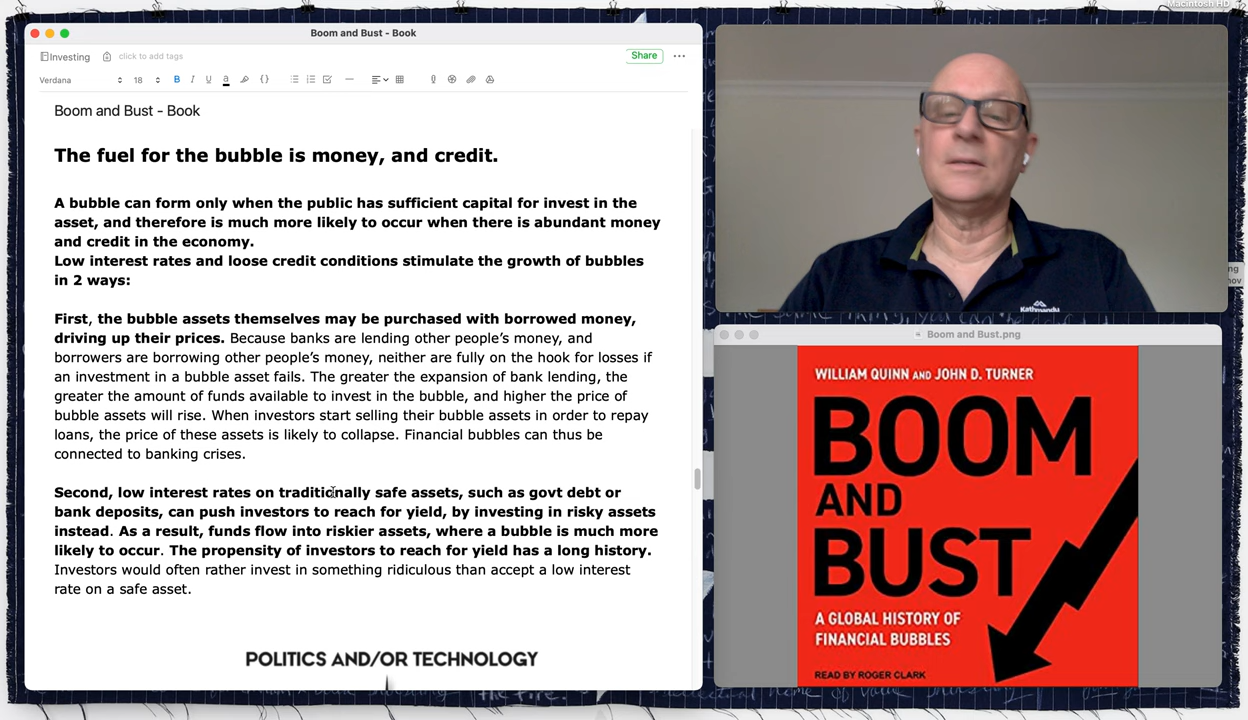 Macintosh HD
Boom and Bust - Book
Investing
click to add tags
Share
Verdana
18
B I U a
Boom and Bust - Book
The fuel for the bubble is money, and credit.
A bubble can form only when the public has sufficient capital for invest in the
asset, and therefore is much more likely to occur when there is abundant money
and credit in the economy.
Low interest rates and loose credit conditions stimulate the growth of bubbles
in 2 ways:
First, the bubble assets themselves may be purchased with borrowed money,
driving up their prices. Because banks are lending other people’s money, and
borrowers are borrowing other people’s money, neither are fully on the hook for losses if
an investment in a bubble asset fails. The greater the expansion of bank lending, the
greater the amount of funds available to invest in the bubble, and higher the price of
bubble assets will rise. When investors start selling their bubble assets in order to repay
loans, the price of these assets is likely to collapse. Financial bubbles can thus be
connected to banking crises.
Second, low interest rates on traditionally safe assets, such as govt debt or
bank deposits, can push investors to reach for yield, by investing in risky assets
instead. As a result, funds flow into riskier assets, where a bubble is much more
likely to occur. The propensity of investors to reach for yield has a long history.
Investors would often rather invest in something ridiculous than accept a low interest
rate on a safe asset.
POLITICS AND/OR TECHNOLOGY
Kathmandu
Boom and Bust.png
WILLIAM QUINN AND JOHN D. TURNER
BOOM
AND
BUST
A GLOBAL HISTORY OF
FINANCIAL BUBBLES
READ BY ROGER CLARK